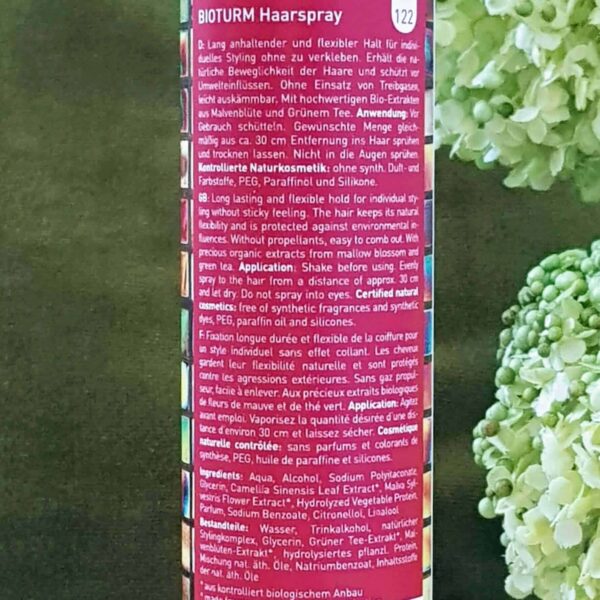 BIOTURM Haarspray
122
D: Lang anhaltender und flexibler Halt für indivi-
duelles Styling ohne zu verkleben. Erhält die na-
türliche Beweglichkeit der Haare und schützt vor
Umwelteinflüssen. Ohne Einsatz von Treibgasen,
leicht auskämmbar. Mit hochwertigen Bio-Extrakten
aus Malvenblüte und Grünem Tee. Anwendung: Vor
Gebrauch schütteln. Gewünschte Menge gleich-
mäßig aus ca. 30 cm Entfernung ins Haar sprühen
und trocknen lassen. Nicht in die Augen sprühen.
Kontrollierte Naturkosmetik: ohne synth. Duft- und
Farbstoffe, PEG, Paraffinöl und Silikone.
GB: Long lasting and flexible hold for individual sty-
ling without sticky feeling. The hair keeps its natural
flexibility and is protected against environmental in-
fluences. Without propellants, easy to comb out. With
precious organic extracts from mallow blossom and
green tea. Application: Shake before using. Evenly
spray to the hair from a distance of approx. 30 cm
and let dry. Do not spray into eyes. Certified natural
cosmetics: free of synthetic fragrances and synthetic
dyes, PEG, paraffin oil and silicones.
F: Fixation longue durée et flexible de la coiffure pour
un style individuel sans effet collant. Les cheveux
gardent leur flexibilité naturelle et sont protégés
contre les agressions extérieures. Sans gaz propul-
seur, facile à enlever. Aux précieux extraits biologiques
de fleurs de mauve et de thé vert. Application: Agitez
avant emploi. Vaporisez la quantité désirée d'une dis-
tance d'environ 30 cm et laissez sécher. Cosmétique
naturelle contrôlée: sans parfums et colorants de
synthèse, PEG, huile de paraffine et silicones.
Ingredients: Aqua, Alcohol, Sodium Polyitaconate,
Glycerin, Camellia Sinensis Leaf Extract*, Malva Syl-
vestris Flower Extract*, Hydrolyzed Vegetable Protein,
Parfum, Sodium Benzoate, Citronellol, Linalool
Bestandteile: Wasser, Trinkalkohol, natürlicher
Stylingkomplex, Glycerin, Grüner Tee-Extrakt*, Mal-
venblüten-Extrakt*, hydrolysiertes pflanzl. Protein,
Mischung nat. äth. Öle, Natriumbenzoat, Inhaltsstoffe
der nat. äth. Öle
* aus kontrolliert biologischem Anbau